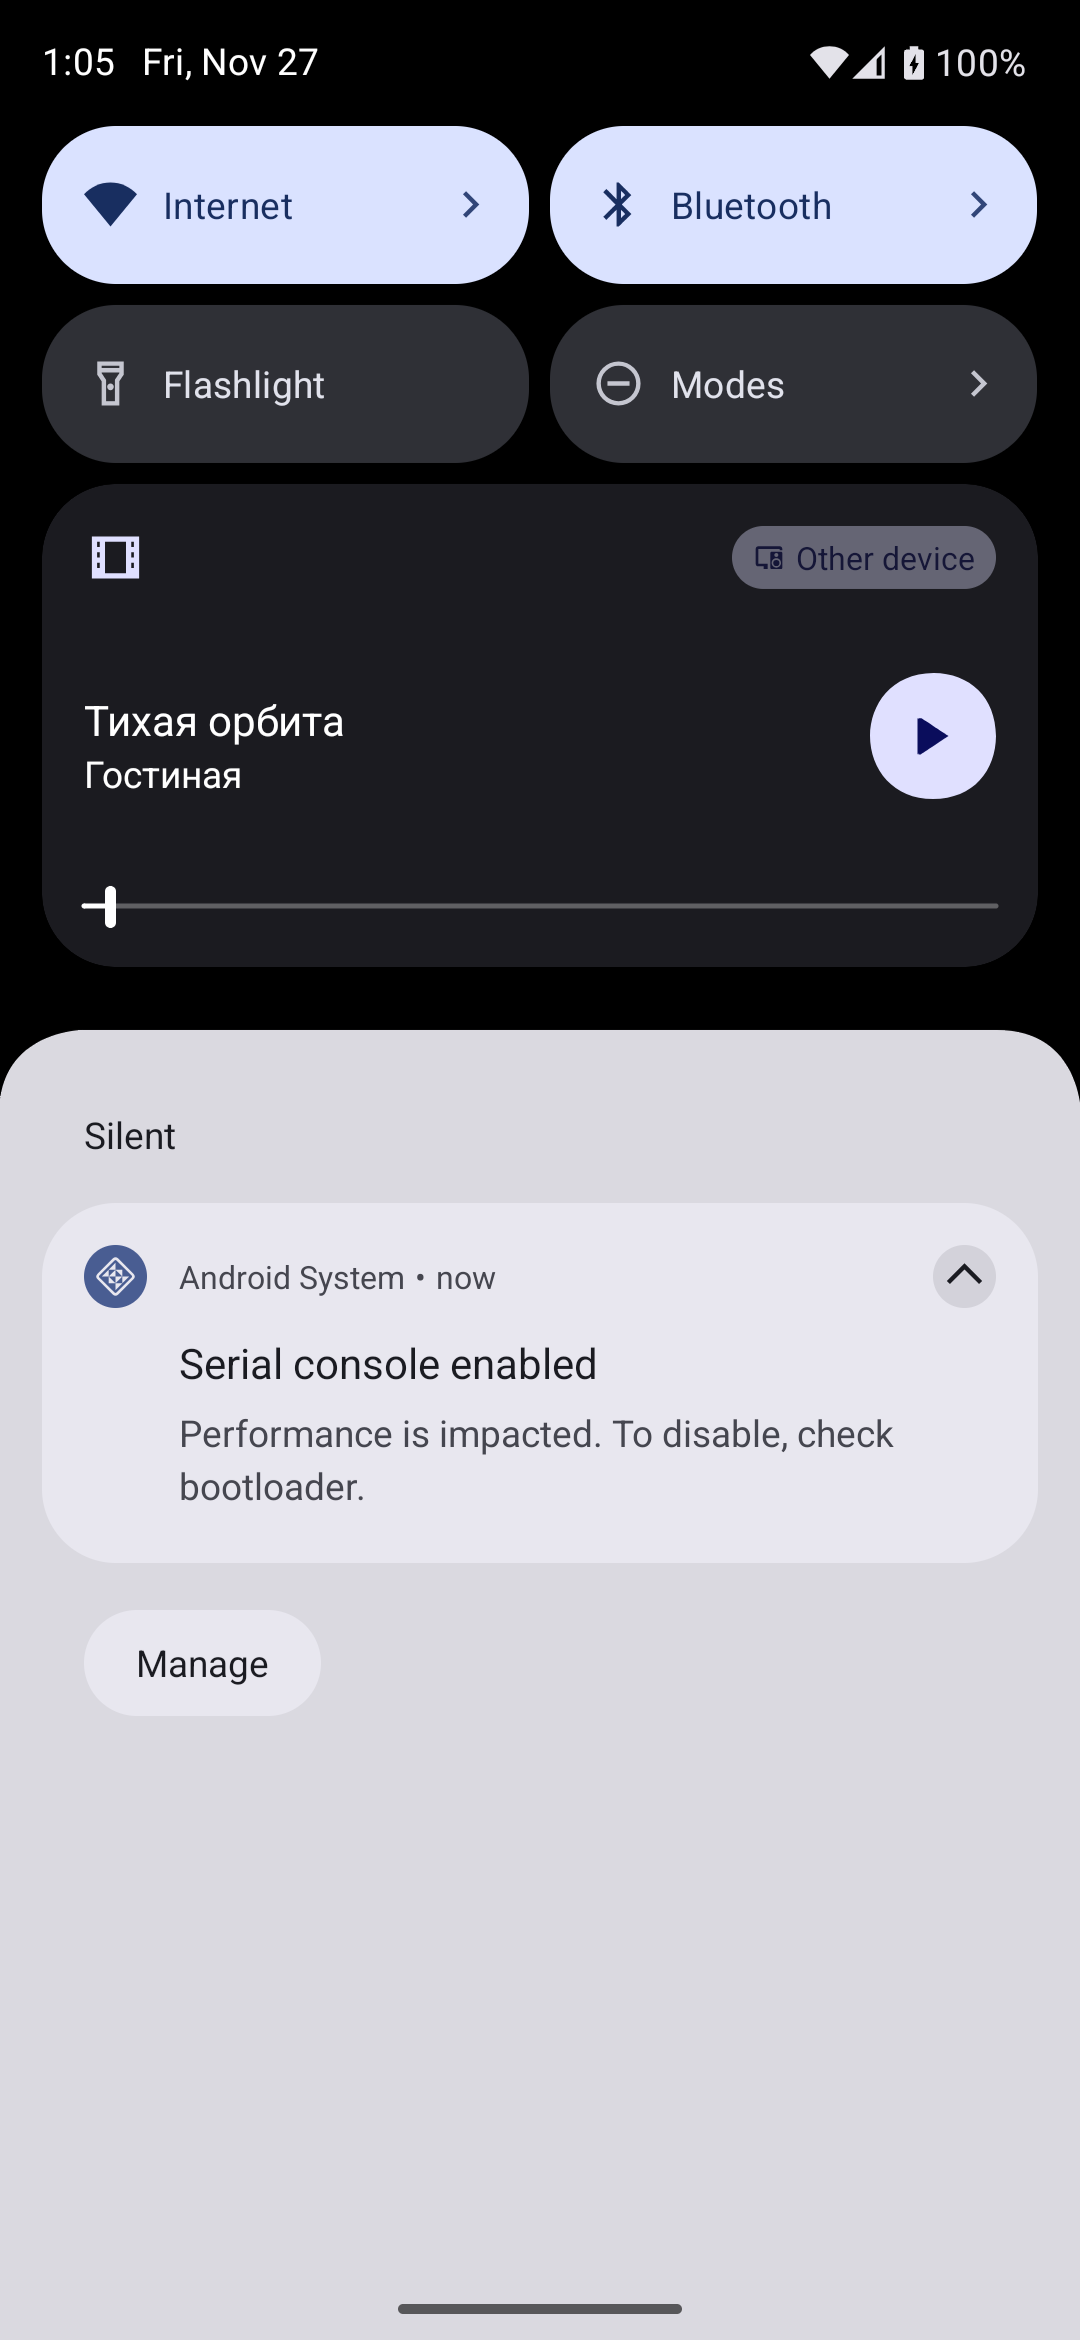 1:05 Fri, Nov 27 100%
Internet Bluetooth
Flashlight Modes
Other device
Тихая орбита
Гостиная
Silent
Android System • now
Serial console enabled
Performance is impacted. To disable, check
bootloader.
Manage